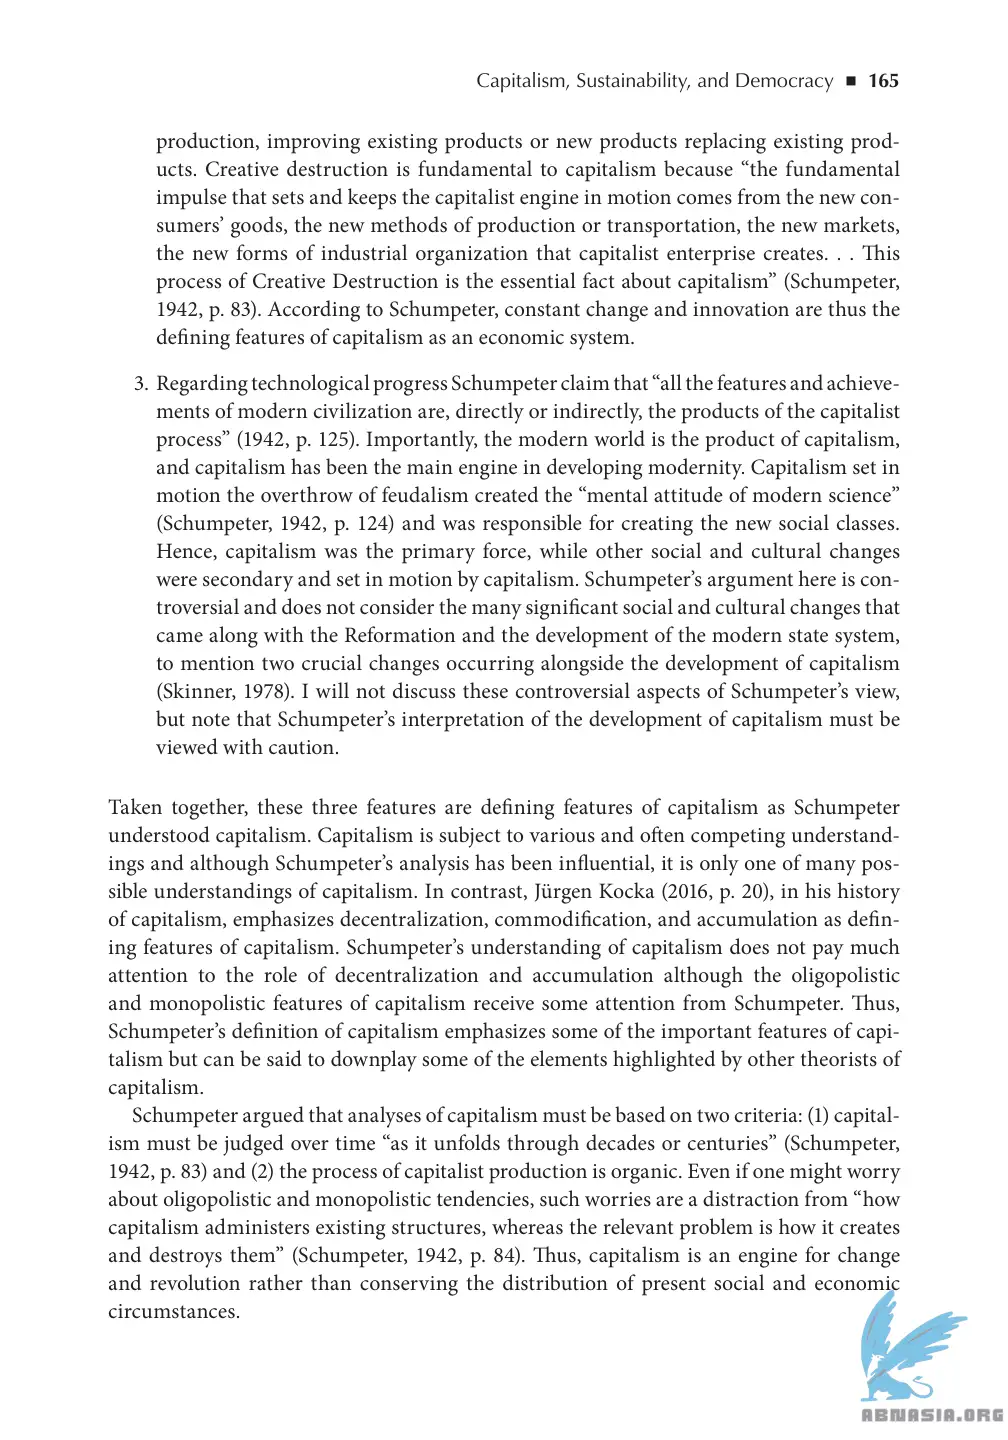 Capitalism, Sustainability, and Democracy ■ 165
production, improving existing products or new products replacing existing prod-
ucts. Creative destruction is fundamental to capitalism because “the fundamental
impulse that sets and keeps the capitalist engine in motion comes from the new con-
sumers’ goods, the new methods of production or transportation, the new markets,
the new forms of industrial organization that capitalist enterprise creates. . . This
process of Creative Destruction is the essential fact about capitalism” (Schumpeter,
1942, p. 83). According to Schumpeter, constant change and innovation are thus the
defining features of capitalism as an economic system.
3. Regarding technological progress Schumpeter claim that “all the features and achieve-
ments of modern civilization are, directly or indirectly, the products of the capitalist
process” (1942, p. 125). Importantly, the modern world is the product of capitalism,
and capitalism has been the main engine in developing modernity. Capitalism set in
motion the overthrow of feudalism created the “mental attitude of modern science”
(Schumpeter, 1942, p. 124) and was responsible for creating the new social classes.
Hence, capitalism was the primary force, while other social and cultural changes
were secondary and set in motion by capitalism. Schumpeter’s argument here is con-
troversial and does not consider the many significant social and cultural changes that
came along with the Reformation and the development of the modern state system,
to mention two crucial changes occurring alongside the development of capitalism
(Skinner, 1978). I will not discuss these controversial aspects of Schumpeter’s view,
but note that Schumpeter’s interpretation of the development of capitalism must be
viewed with caution.
Taken together, these three features are defining features of capitalism as Schumpeter
understood capitalism. Capitalism is subject to various and often competing understand-
ings and although Schumpeter’s analysis has been influential, it is only one of many pos-
sible understandings of capitalism. In contrast, Jürgen Kocka (2016, p. 20), in his history
of capitalism, emphasizes decentralization, commodification, and accumulation as defin-
ing features of capitalism. Schumpeter’s understanding of capitalism does not pay much
attention to the role of decentralization and accumulation although the oligopolistic
and monopolistic features of capitalism receive some attention from Schumpeter. Thus,
Schumpeter’s definition of capitalism emphasizes some of the important features of capi-
talism but can be said to downplay some of the elements highlighted by other theorists of
capitalism.
Schumpeter argued that analyses of capitalism must be based on two criteria: (1) capital-
ism must be judged over time “as it unfolds through decades or centuries” (Schumpeter,
1942, p. 83) and (2) the process of capitalist production is organic. Even if one might worry
about oligopolistic and monopolistic tendencies, such worries are a distraction from “how
capitalism administers existing structures, whereas the relevant problem is how it creates
and destroys them” (Schumpeter, 1942, p. 84). Thus, capitalism is an engine for change
and revolution rather than conserving the distribution of present social and economic
circumstances.
ABNASIA.ORG